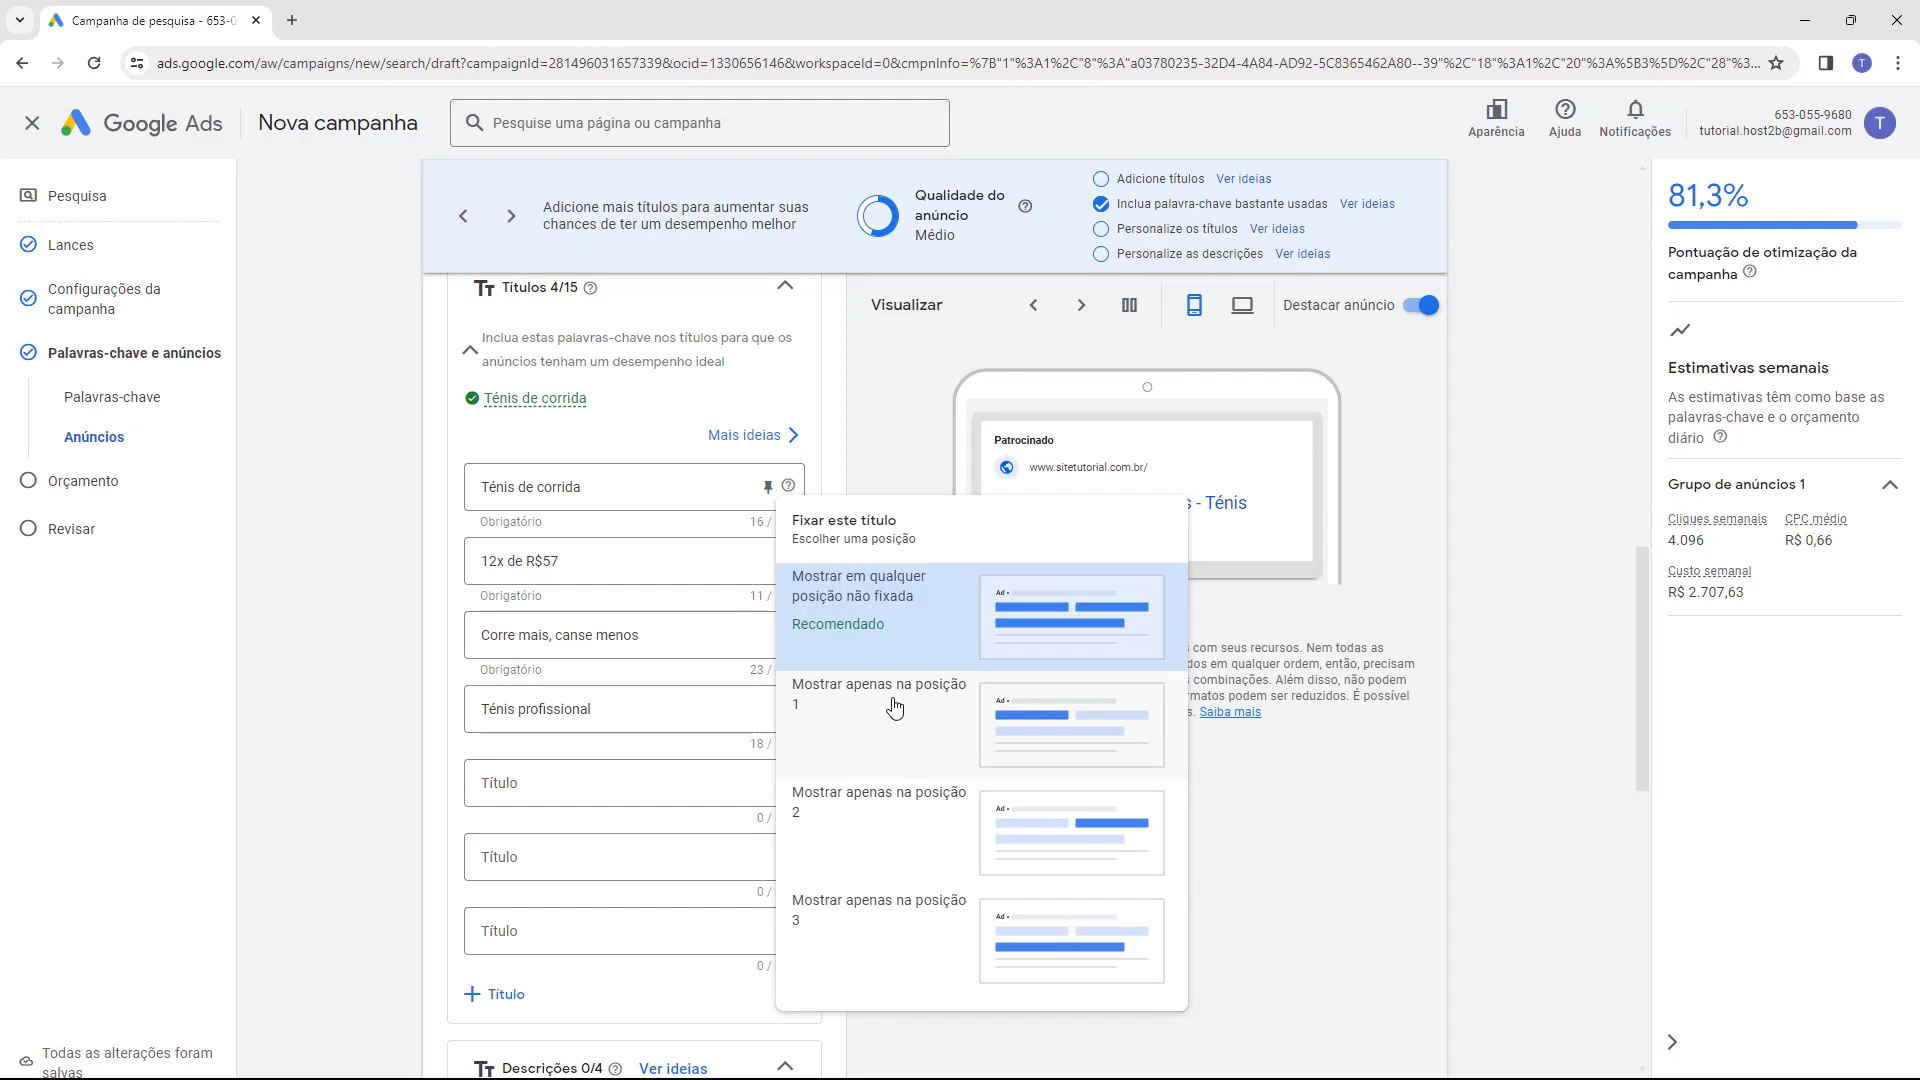 Campanha de pesquisa - 653-0
ads.google.com/aw/campaigns/new/search/draft?campaignId=281496031657339&ocid=1330656146&workspaceId=0&cmpnInfo=%7B"1"%3A1%2C"8"%3A"a03780235-32D4-4A84-AD92-5C8365462A80--39"%2C"18"%3A1%2C"20"%3A%5B3%5D%2C"28"%3...
T
Google Ads
Nova campanha
Pesquise uma página ou campanha
Aparência
Ajuda
Notificações
653-055-9680
tutorial.host2b@gmail.com
T
Pesquisa
Lances
Configurações da
campanha
Palavras-chave e anúncios
Palavras-chave
Anúncios
Orçamento
Revisar
Todas as alterações foram
salvas
Adicione mais títulos para aumentar suas
chances de ter um desempenho melhor
Qualidade do
anúncio
Médio
Adicione títulos Ver ideias
Inclua palavra-chave bastante usadas Ver ideias
Personalize os títulos Ver ideias
Personalize as descrições Ver ideias
Títulos 4/15
Inclua estas palavras-chave nos títulos para que os
anúncios tenham um desempenho ideal
Ténis de corrida
Mais ideias
Ténis de corrida
Obrigatório 16 /
12x de R$57
Obrigatório 11 /
Corre mais, canse menos
Obrigatório 23 /
Ténis profissional
18 /
Título
0 /
Título
0 /
Título
0 /
+ Título
Descrições 0/4 Ver ideias
Visualizar
Destacar anúncio
Patrocinado
www.sitetutorial.com.br/
s - Ténis
Fixar este título
Escolher uma posição
Mostrar em qualquer
posição não fixada
Recomendado
Ad •
Mostrar apenas na posição
1
Ad •
Mostrar apenas na posição
2
Ad •
Mostrar apenas na posição
3
Ad •
s com seus recursos. Nem todas as
dos em qualquer ordem, então, precisam
combinações. Além disso, não podem
rmatos podem ser reduzidos. É possível
s. Saiba mais
81,3%
Pontuação de otimização da
campanha
Estimativas semanais
As estimativas têm como base as
palavras-chave e o orçamento
diário
Grupo de anúncios 1
Cliques semanais CPC médio
4.096 R$ 0,66
Custo semanal
R$ 2.707,63